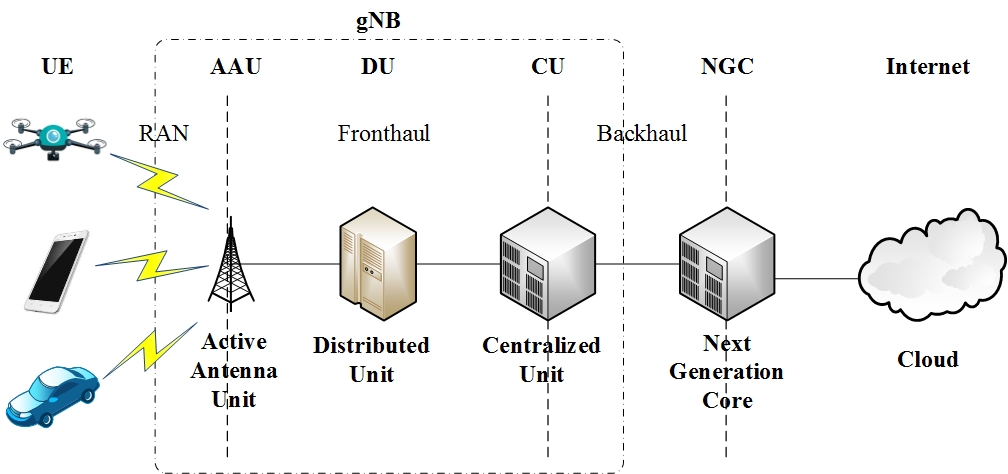 gNB
UE
AAU
DU
CU
NGC
Internet
RAN
Fronthaul
Backhaul
Active
Antenna
Unit
Distributed
Unit
Centralized
Unit
Next
Generation
Core
Cloud